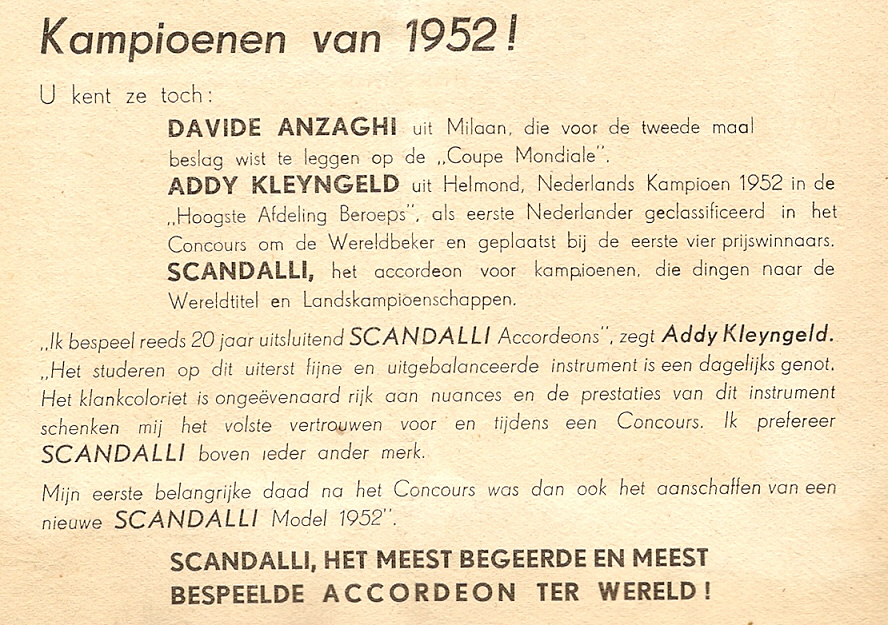 Kampioenen van 1952!
U kent ze toch:
DAVIDE ANZAGHI uit Milaan, die voor de tweede maal
beslag wist te leggen op de „Coupe Mondiale".
ADDY KLEYNGELD uit Helmond, Nederlands Kampioen 1952 in de
„Hoogste Afdeling Beroeps", als eerste Nederlander geclassificeerd in het
Concours om de Wereldbeker en geplaatst bij de eerste vier prijswinnaars.
SCANDALLI, het accordeon voor kampioenen, die dingen naar de
Wereldtitel en Landskampioenschappen.
„Ik bespeel reeds 20 jaar uitsluitend SCANDALLI Accordeons", zegt Addy Kleyngeld.
„Het studeren op dit uiterst fijne en uitgebalanceerde instrument is een dagelijks genot.
Het klankcoloriet is ongeëvenaard rijk aan nuances en de prestaties van dit instrument
schenken mij het volste vertrouwen voor en tijdens een Concours. Ik prefereer
SCANDALLI boven ieder ander merk.
Mijn eerste belangrijke daad na het Concours was dan ook het aanschaffen van een
nieuwe SCANDALLI Model 1952".
SCANDALLI, HET MEEST BEGEERDE EN MEEST
BESPEELDE ACCORDEON TER WERELD!